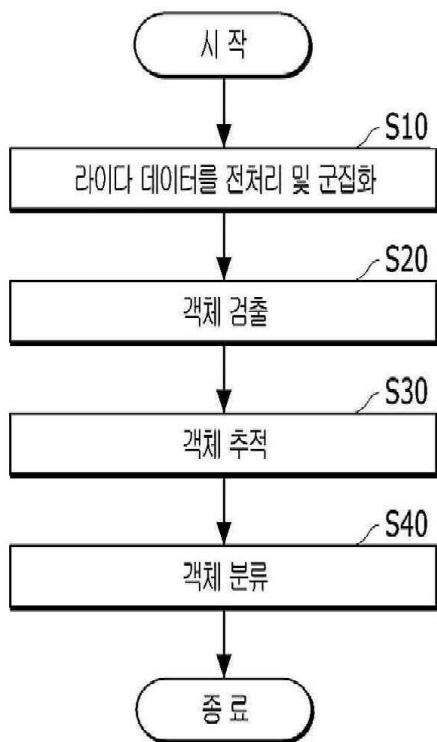 시 작
S10
라이다 데이터를 전처리 및 군집화
S20
객체 검출
S30
객체 추적
S40
객체 분류
종 료